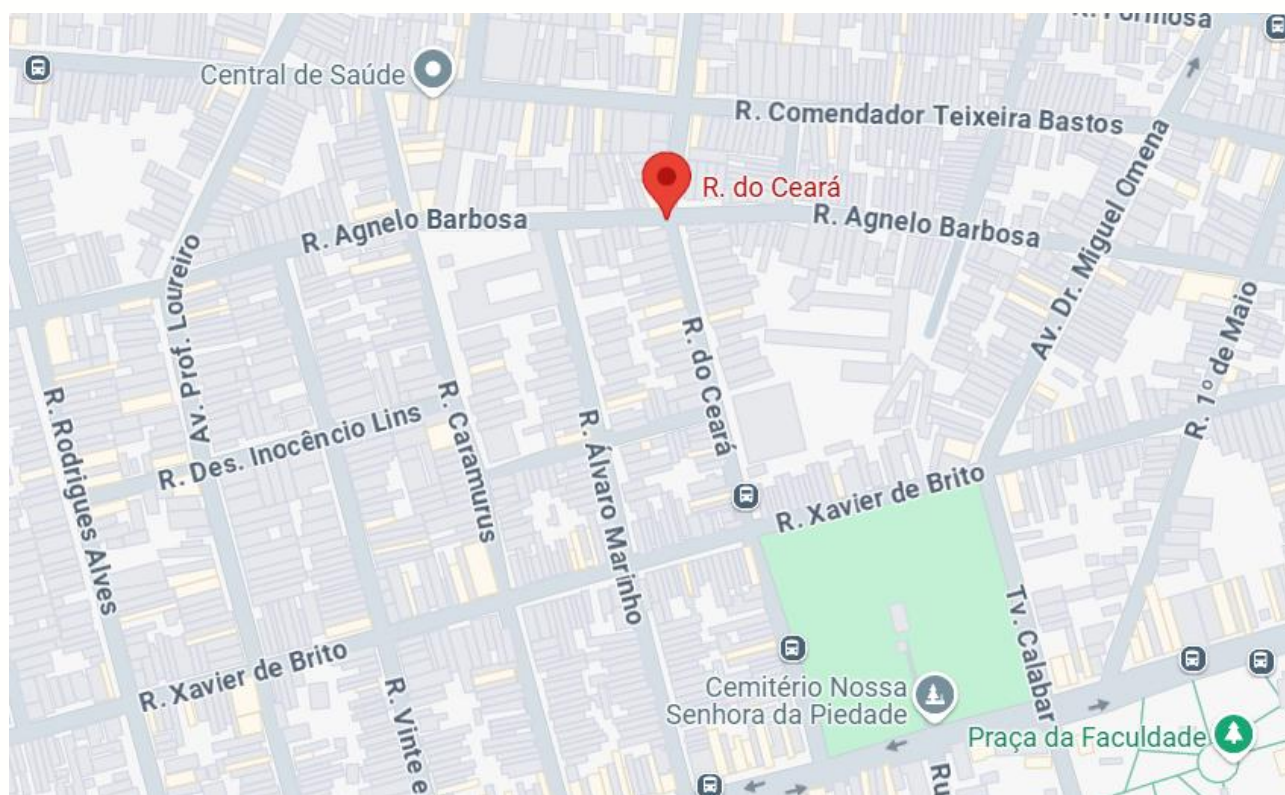 R. Formosa
Central de Saúde
R. Comendador Teixeira Bastos
R. do Ceará
R. Agnelo Barbosa
R. Agnelo Barbosa
Av. Prof. Loureiro
Av. Dr. Miguel Omena
R. 1º de Maio
R. do Ceará
R. Rodrigues Alves
R. Des. Inocêncio Lins
R. Caramurus
R. Álvaro Marinho
R. Xavier de Brito
R. Xavier de Brito
Tv. Calabar
R. Vinte e
Cemitério Nossa
Senhora da Piedade
Praça da Faculdade
Ru